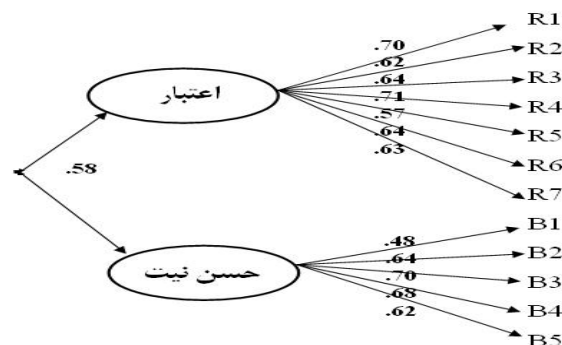 R1
.70
R2
.62
R3
.64
اعتبار
.71
R4
.57
R5
.64
R6
.58
.63
R7
B1
.48
B2
.64
حسن نیت
.70
B3
.68
B4
.62
B5